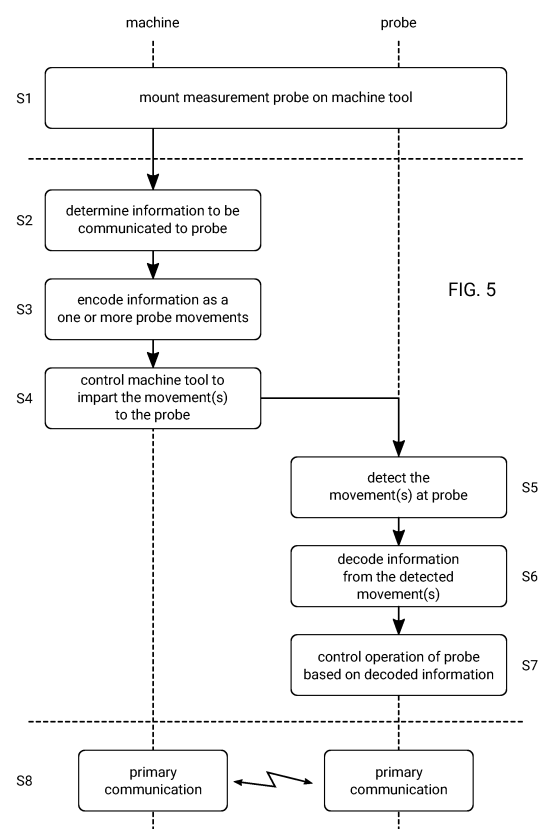 machine
probe
S1
mount measurement probe on machine tool
S2
determine information to be
communicated to probe
FIG. 5
S3
encode information as a
one or more probe movements
S4
control machine tool to
impart the movement(s)
to the probe
detect the
movement(s) at probe
S5
decode information
from the detected
movement(s)
S6
control operation of probe
based on decoded information
S7
S8
primary
communication
primary
communication